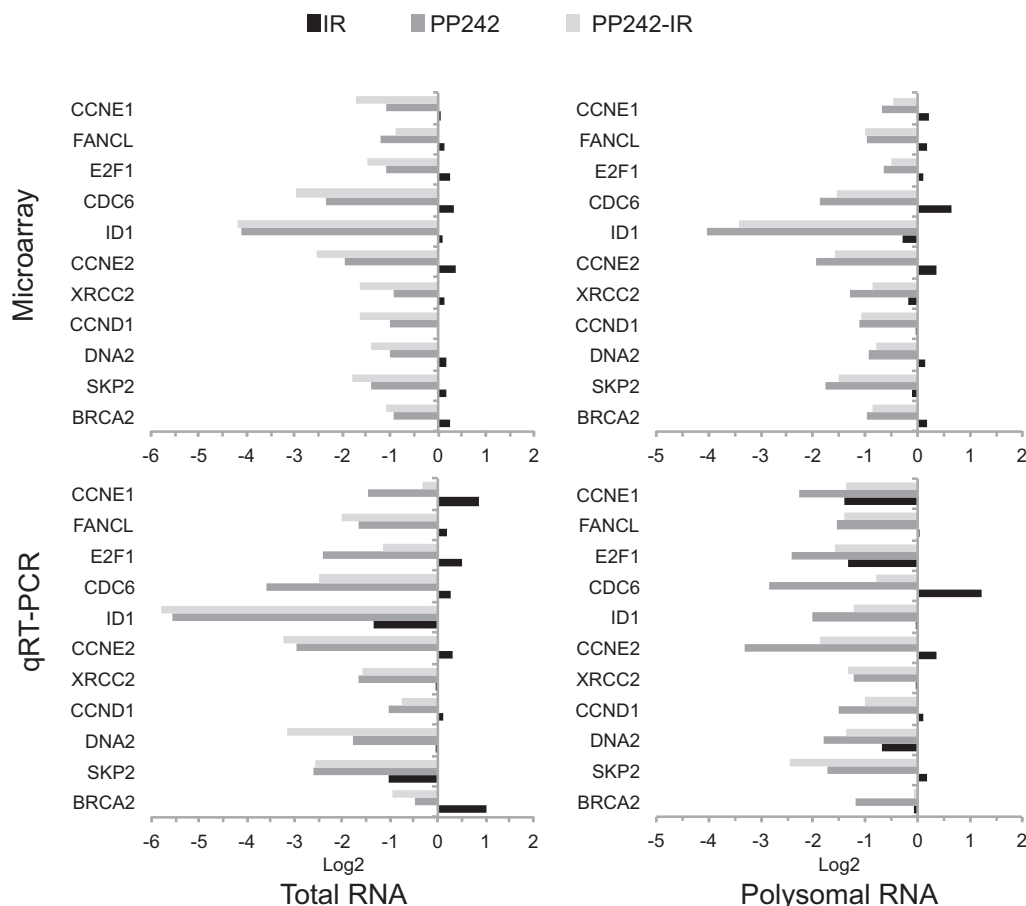 IR PP242 PP242-IR
Microarray
CCNE1
FANCL
E2F1
CDC6
ID1
CCNE2
XRCC2
CCND1
DNA2
SKP2
BRCA2
-6 -5 -4 -3 -2 -1 0 1 2
CCNE1
FANCL
E2F1
CDC6
ID1
CCNE2
XRCC2
CCND1
DNA2
SKP2
BRCA2
-5 -4 -3 -2 -1 0 1 2
qRT-PCR
CCNE1
FANCL
E2F1
CDC6
ID1
CCNE2
XRCC2
CCND1
DNA2
SKP2
BRCA2
-6 -5 -4 -3 -2 -1 0 1 2
Log2
Total RNA
CCNE1
FANCL
E2F1
CDC6
ID1
CCNE2
XRCC2
CCND1
DNA2
SKP2
BRCA2
-5 -4 -3 -2 -1 0 1 2
Log2
Polysomal RNA